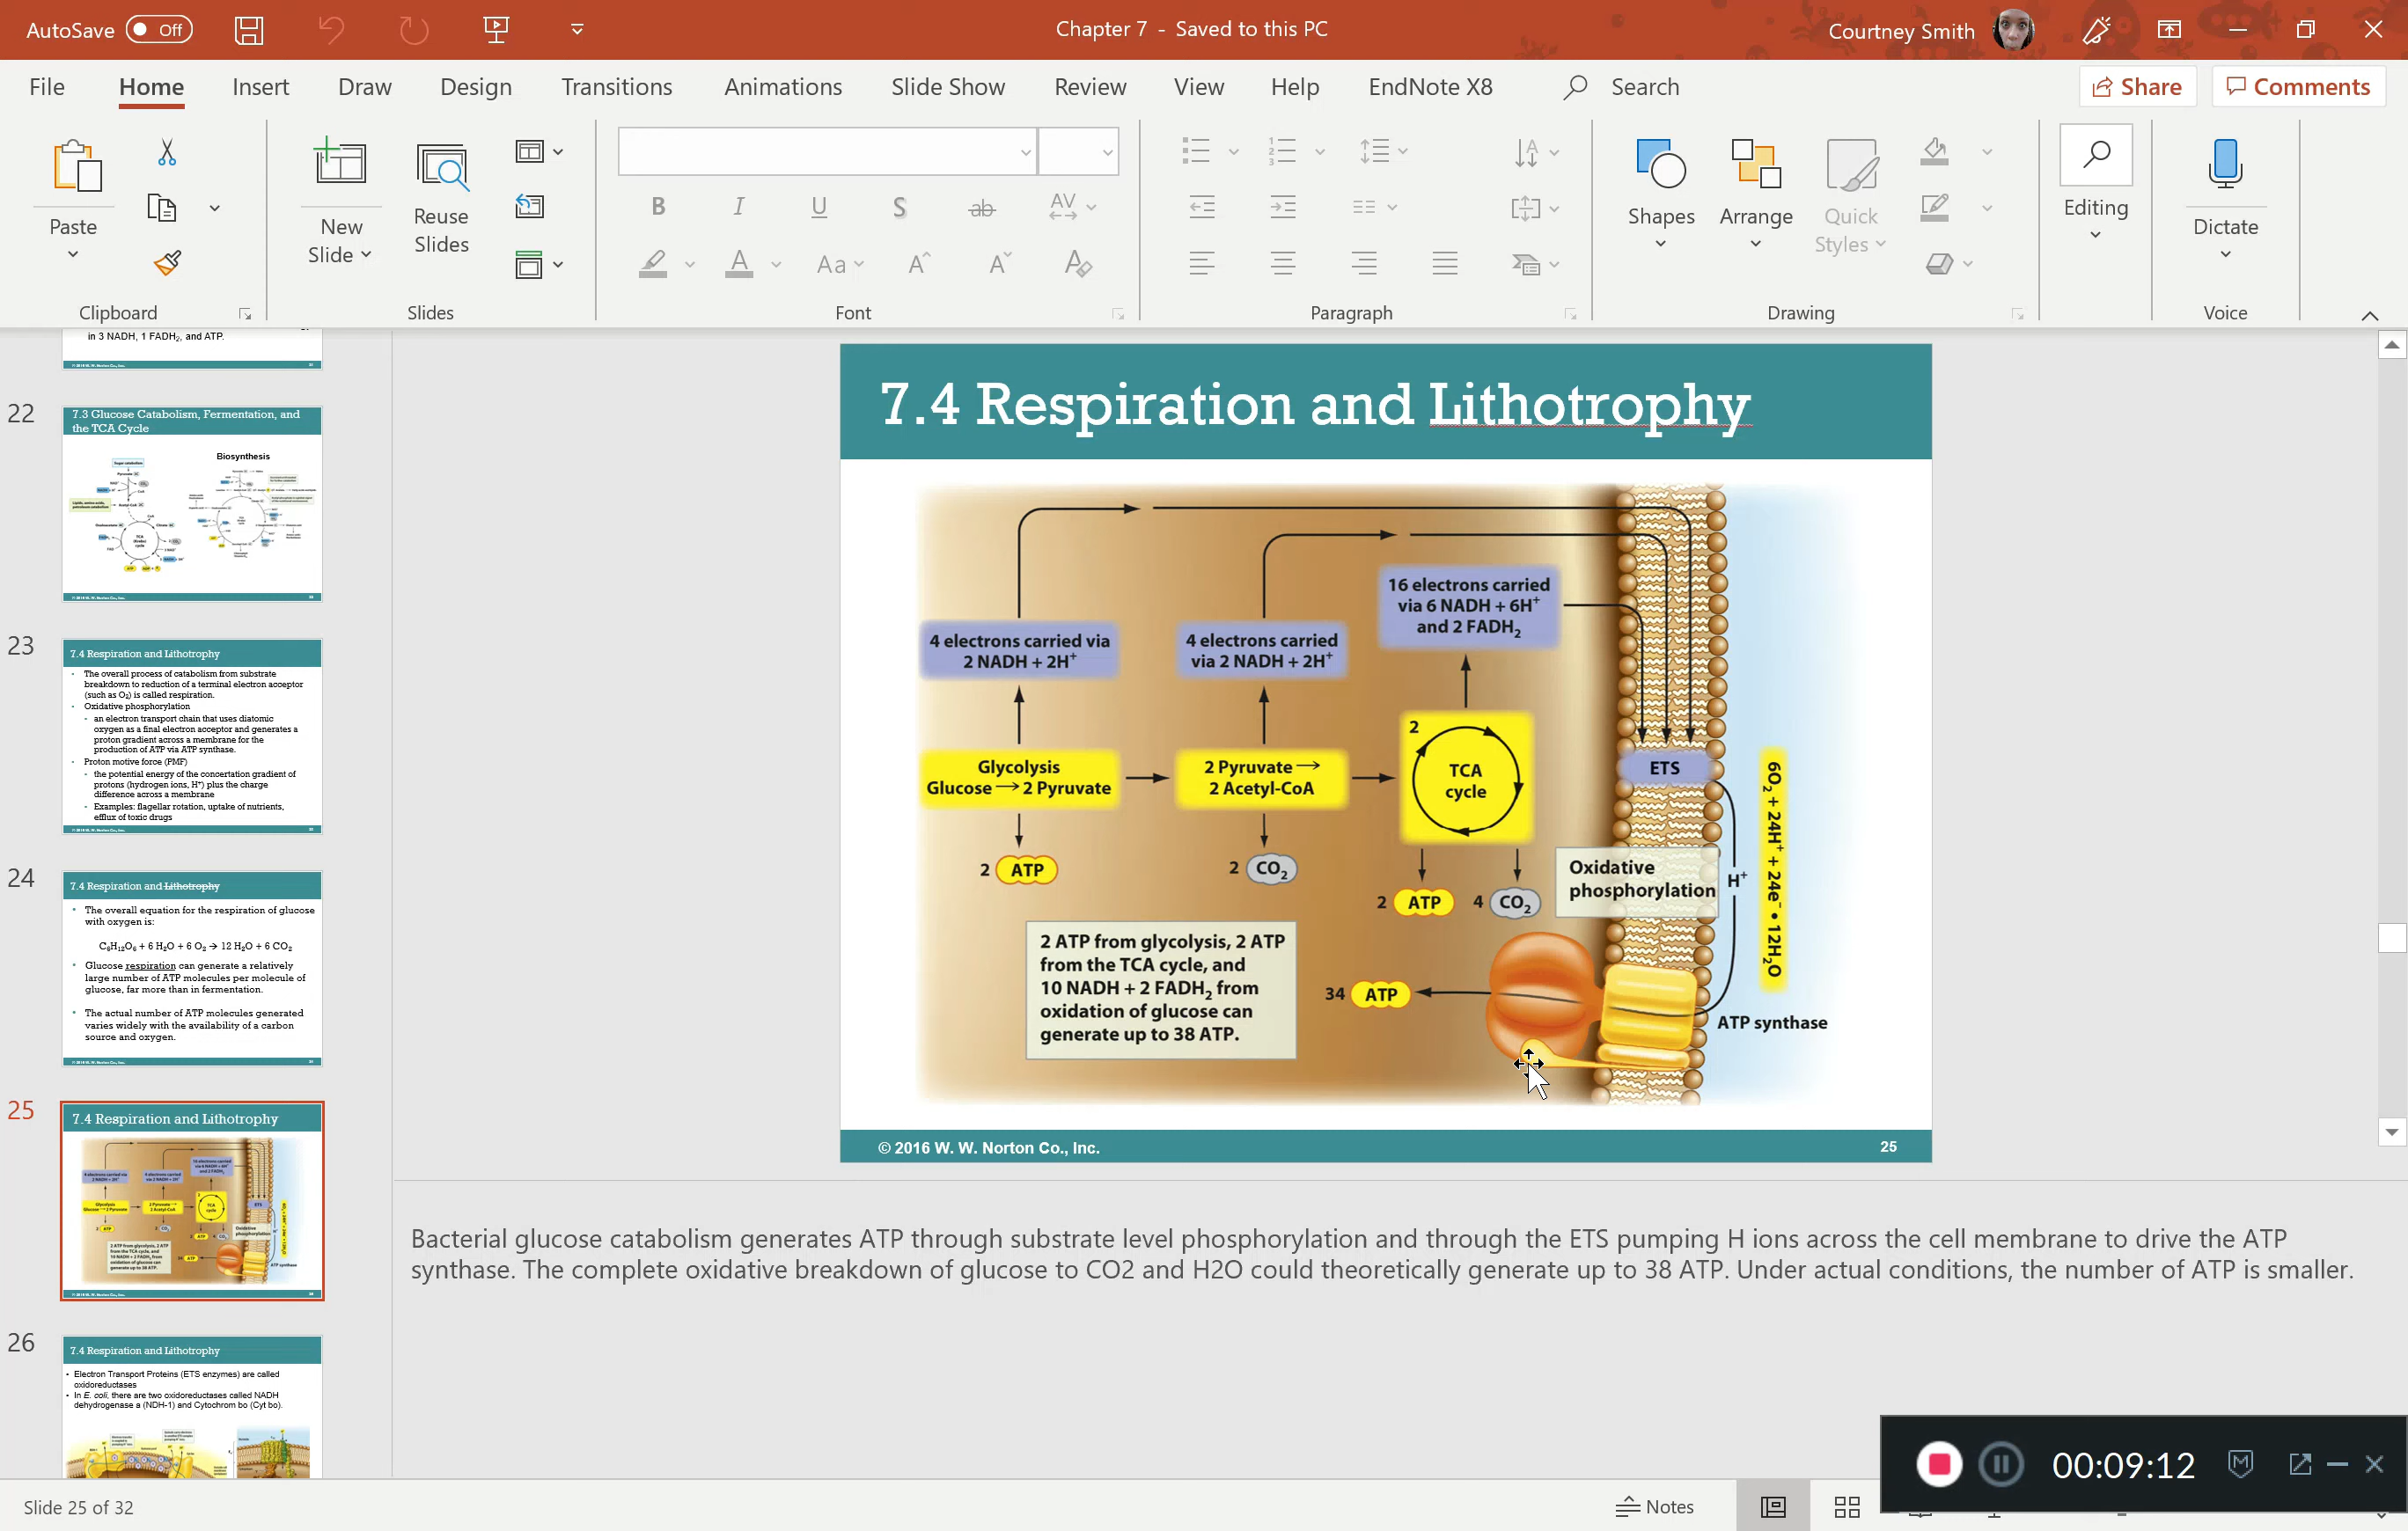 AutoSave Off
Chapter 7 - Saved to this PC
Courtney Smith
File Home Insert Draw Design Transitions Animations Slide Show Review View Help EndNote X8 Search Share Comments
Paste
New Slide
Reuse Slides
Shapes
Arrange
Quick Styles
Editing
Dictate
Clipboard Slides Font Paragraph Drawing Voice
in 3 NADH, 1 FADH₂, and ATP.
22
7.3 Glucose Catabolism, Fermentation, and
the TCA Cycle
Biosynthesis
23
7.4 Respiration and Lithotrophy
The overall process of catabolism from substrate
breakdown to reduction of a terminal electron acceptor
(such as O₂) is called respiration.
Oxidative phosphorylation
an electron transport chain that uses diatomic
oxygen as a final electron acceptor and generates a
proton gradient across a membrane for the
production of ATP via ATP synthase.
Proton motive force (PMF)
the potential energy of the concertation gradient of
protons (hydrogen ions, H⁺) plus the charge
difference across a membrane
Examples: flagellar rotation, uptake of nutrients,
efflux of toxic drugs
24
7.4 Respiration and Lithotrophy
The overall equation for the respiration of glucose
with oxygen is:
C₆H₁₂O₆ + 6 H₂O + 6 O₂ → 12 H₂O + 6 CO₂
Glucose respiration can generate a relatively
large number of ATP molecules per molecule of
glucose, far more than in fermentation.
The actual number of ATP molecules generated
varies widely with the availability of a carbon
source and oxygen.
25
7.4 Respiration and Lithotrophy
26
7.4 Respiration and Lithotrophy
Electron Transport Proteins (ETS enzymes) are called
oxidoreductases
In E. coli, there are two oxidoreductases called NADH
dehydrogenase a (NDH-1) and Cytochrom bo (Cyt bo).
7.4 Respiration and Lithotrophy
16 electrons carried
via 6 NADH + 6H⁺
and 2 FADH₂
4 electrons carried via
2 NADH + 2H⁺
4 electrons carried
via 2 NADH + 2H⁺
Glycolysis
Glucose → 2 Pyruvate
2 Pyruvate →
2 Acetyl-CoA
2
TCA
cycle
ETS
2 ATP
2 CO₂
2 ATP
4 CO₂
Oxidative
phosphorylation
H⁺
6O₂ + 24H⁺ + 24e⁻ • 12H₂O
2 ATP from glycolysis, 2 ATP
from the TCA cycle, and
10 NADH + 2 FADH₂ from
oxidation of glucose can
generate up to 38 ATP.
34 ATP
ATP synthase
© 2016 W. W. Norton Co., Inc.
25
Bacterial glucose catabolism generates ATP through substrate level phosphorylation and through the ETS pumping H ions across the cell membrane to drive the ATP
synthase. The complete oxidative breakdown of glucose to CO2 and H2O could theoretically generate up to 38 ATP. Under actual conditions, the number of ATP is smaller.
00:09:12
Slide 25 of 32
Notes